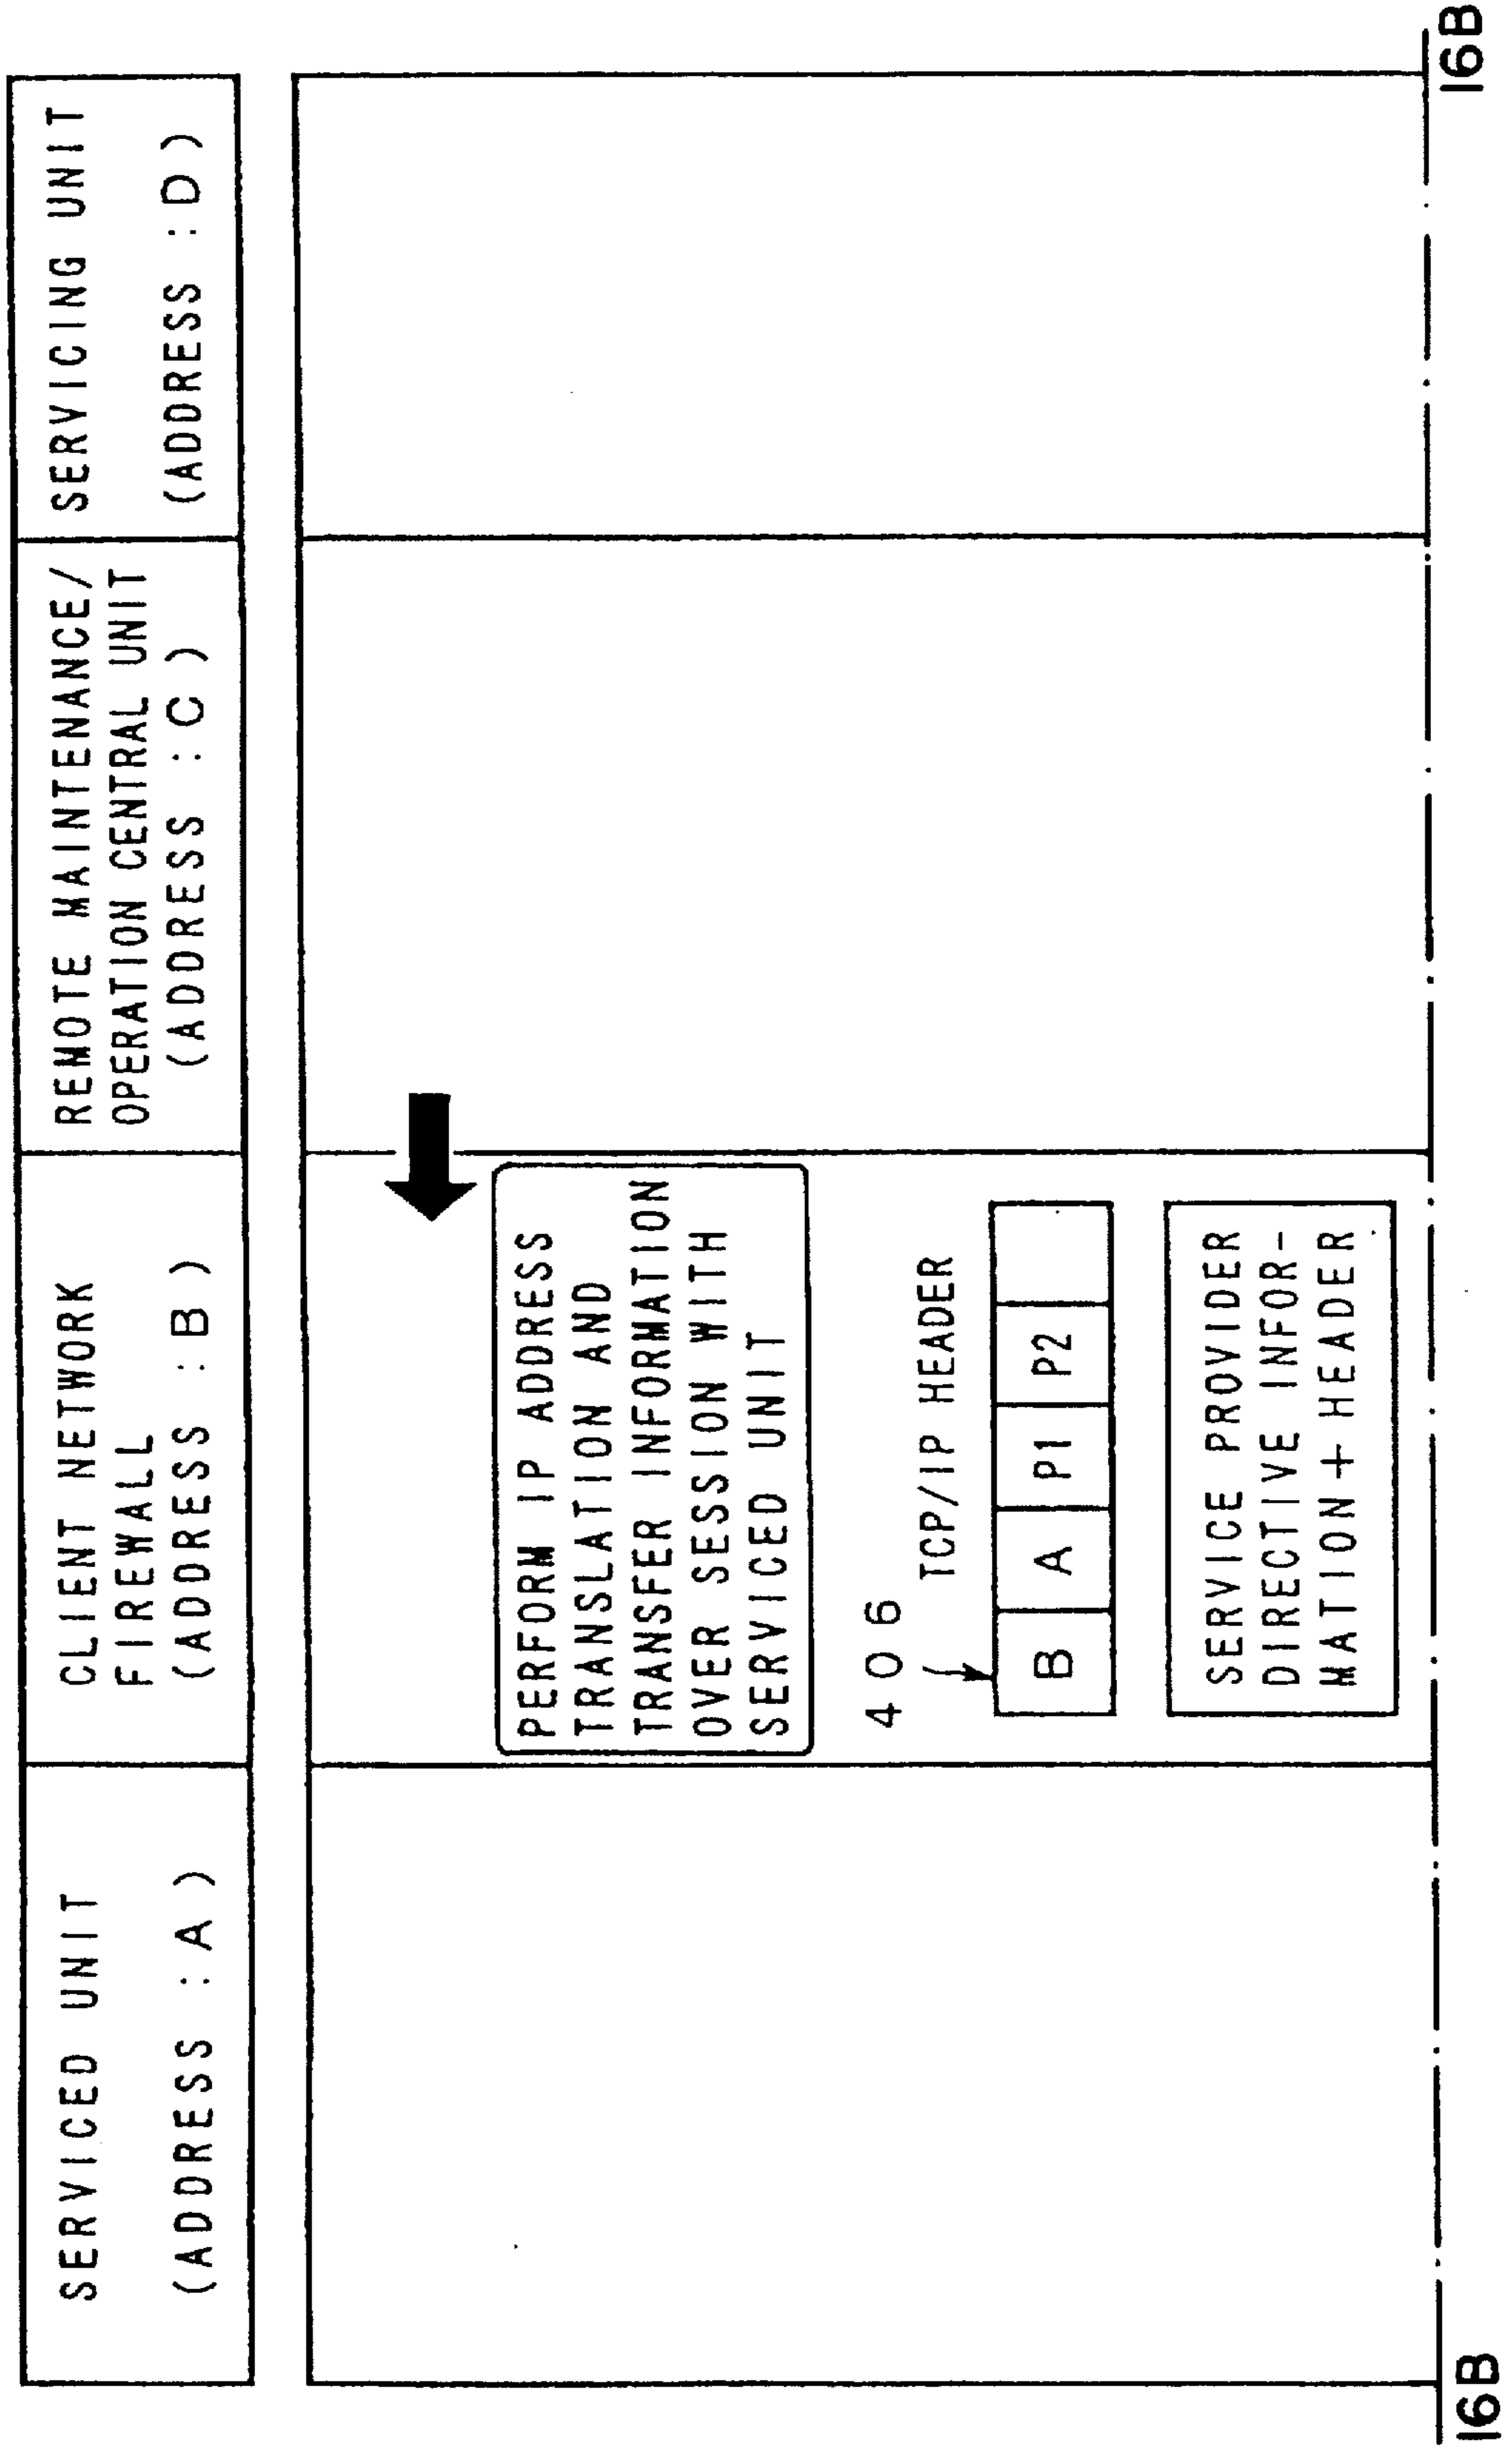 SERVICED UNIT
(ADDRESS : A)
CLIENT NETWORK
FIREWALL
(ADDRESS : B)
REMOTE MAINTENANCE/
OPERATION CENTRAL UNIT
(ADDRESS : C)
SERVICING UNIT
(ADDRESS : D)
PERFORM IP ADDRESS
TRANSLATION AND
TRANSFER INFORMATION
OVER SESSION WITH
SERVICED UNIT
406
TCP/IP HEADER
B A P1 P2
SERVICE PROVIDER
DIRECTIVE INFOR-
MATION + HEADER
16B
16B